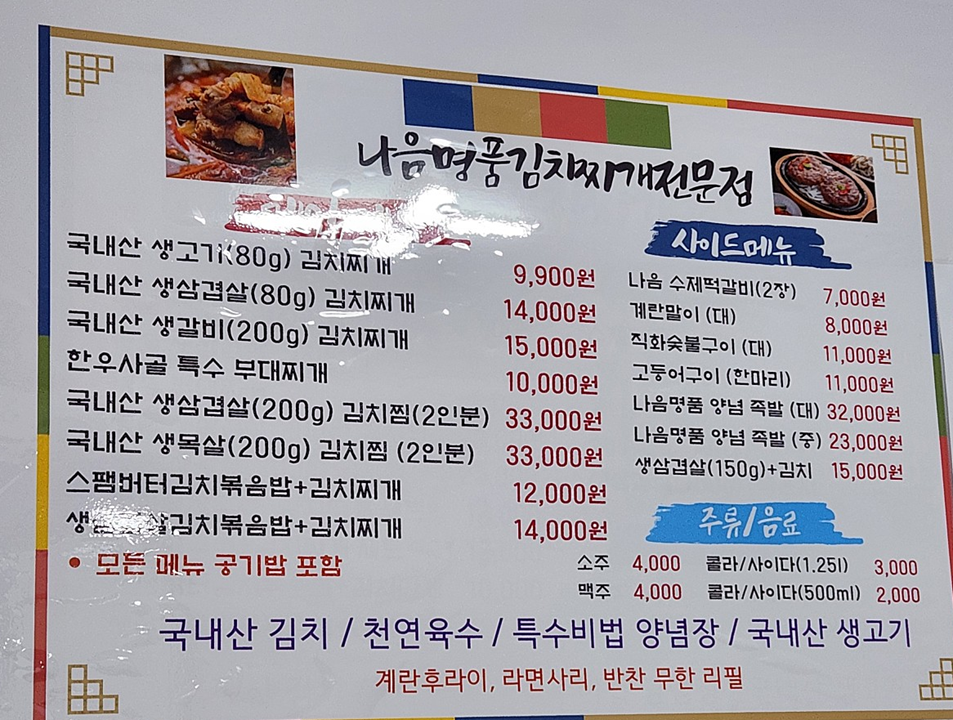 나음명품김치찌개전문점
국내산 생고기(80g) 김치찌개 9,900원
국내산 생삼겹살(80g) 김치찌개 14,000원
국내산 생갈비(200g) 김치찌개 15,000원
한우사골 특수 부대찌개 10,000원
국내산 생삼겹살(200g) 김치찜(2인분) 33,000원
국내산 생목살(200g) 김치찜 (2인분) 33,000원
스팸버터김치볶음밥+김치찌개 12,000원
김치볶음밥+김치찌개 14,000원
• 모든 메뉴 공기밥 포함
사이드메뉴
나음 수제떡갈비(2장) 7,000원
계란말이 (대) 8,000원
직화숯불구이 (대) 11,000원
고등어구이 (한마리) 11,000원
나음명품 양념 족발 (대) 32,000원
나음명품 양념 족발 (중) 23,000원
생삼겹살(150g)+김치 15,000원
주류/음료
소주 4,000 콜라/사이다(1.25l) 3,000
맥주 4,000 콜라/사이다(500ml) 2,000
국내산 김치 / 천연육수 / 특수비법 양념장 / 국내산 생고기
계란후라이, 라면사리, 반찬 무한 리필